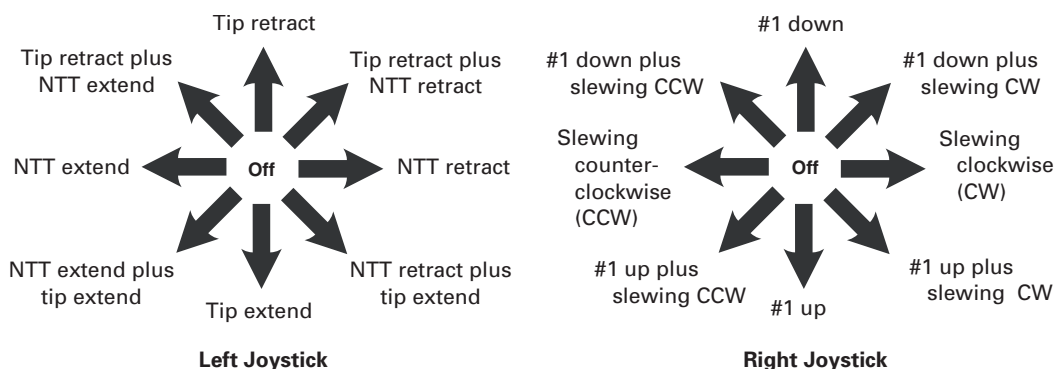 Tip retract
Tip retract plus
NTT extend
Tip retract plus
NTT retract
NTT extend
Off
NTT retract
NTT extend plus
tip extend
NTT retract plus
tip extend
Tip extend
Left Joystick
#1 down
#1 down plus
slewing CCW
#1 down plus
slewing CW
Slewing
counter-
clockwise
(CCW)
Off
Slewing
clockwise
(CW)
#1 up plus
slewing CCW
#1 up plus
slewing CW
#1 up
Right Joystick